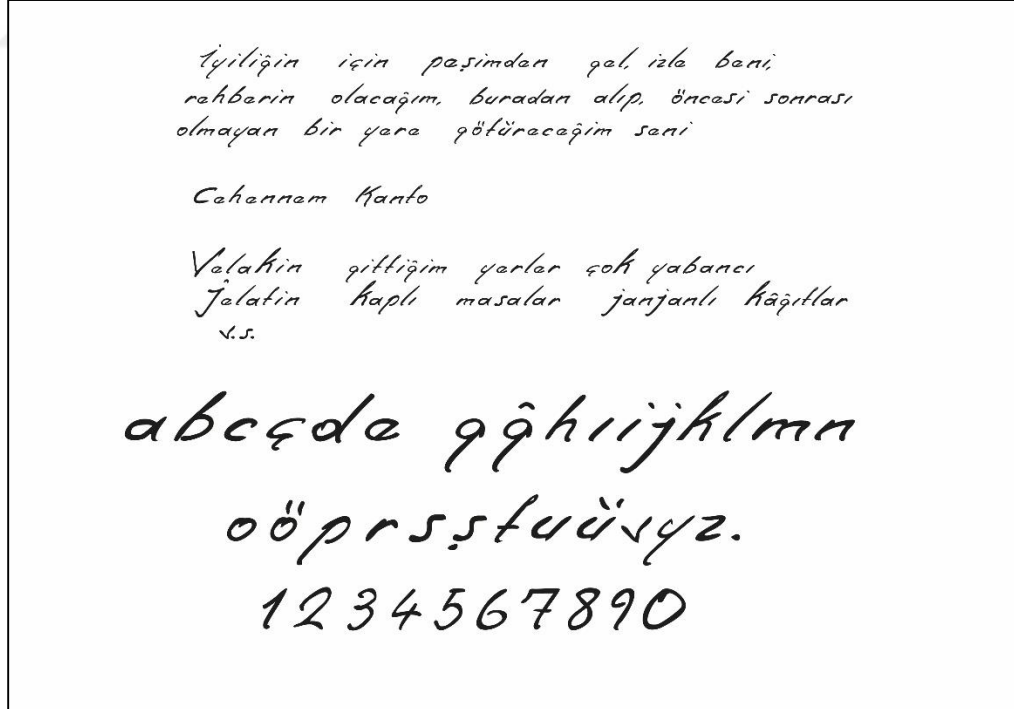 İyiliğin için peşimden gel, izle beni,
rehberin olacağım, buradan alıp, öncesi sonrası
olmayan bir yere götüreceğim seni
Cehennem Kanto
Velakin gittiğim yerler çok yabancı
Jelatin kaplı masalar janjanlı kâğıtlar
v.s.
abcçde gğhıijklmn
oöprsştuüvyz.
1234567890